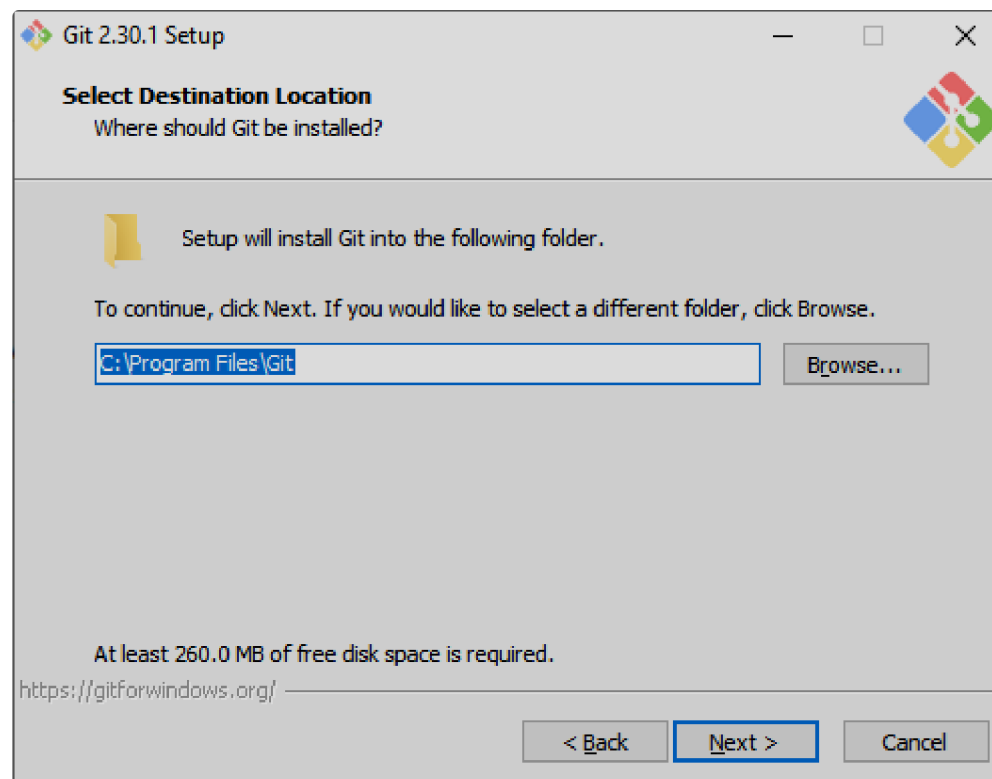 Git 2.30.1 Setup
Select Destination Location
Where should Git be installed?
Setup will install Git into the following folder.
To continue, click Next. If you would like to select a different folder, click Browse.
C:\Program Files\Git
Browse...
At least 260.0 MB of free disk space is required.
https://gitforwindows.org/
< Back
Next >
Cancel